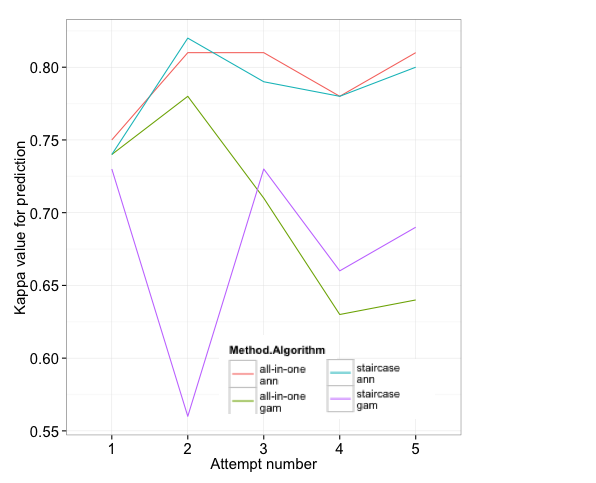 Kappa value for prediction
0.80
0.75
0.70
0.65
0.60
0.55
Method.Algorithm
all-in-one
ann
all-in-one
gam
staircase
ann
staircase
gam
1 2 3 4 5
Attempt number